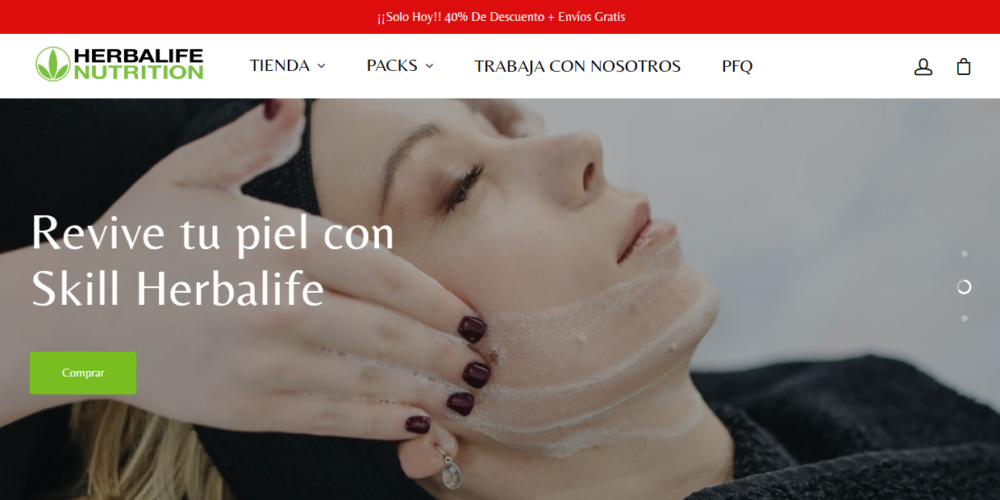 ¡¡Solo Hoy!! 40% De Descuento + Envíos Gratis
HERBALIFE
NUTRITION
TIENDA
PACKS
TRABAJA CON NOSOTROS
PFQ
Revive tu piel con
Skill Herbalife
Comprar